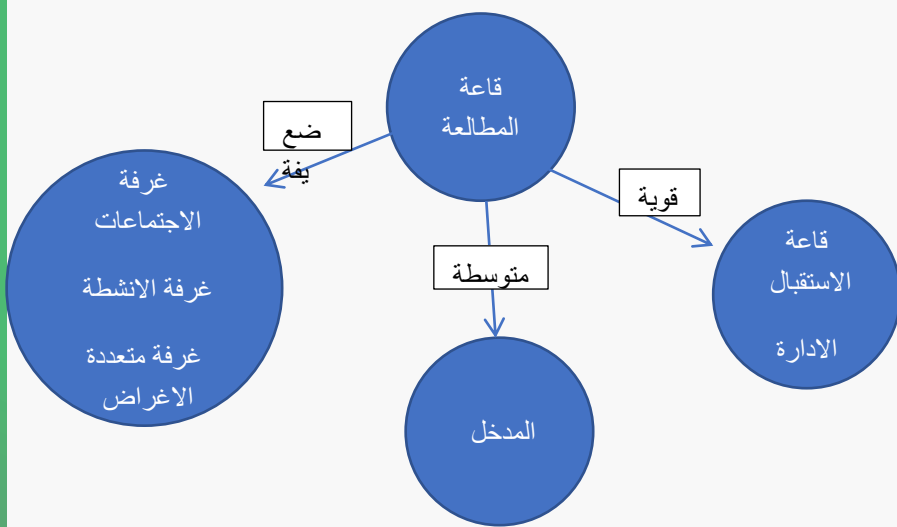 قاعة
المطالعة
ضع
يفة
قوية
متوسطة
غرفة
الاجتماعات
غرفة الانشطة
غرفة متعددة
الاغراض
قاعة
الاستقبال
الادارة
المدخل